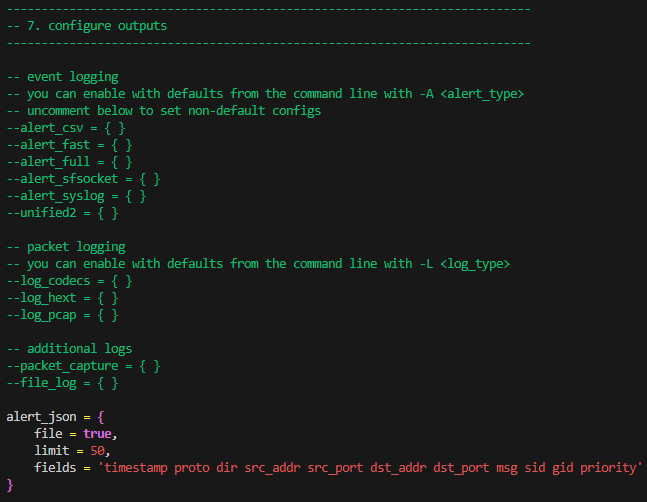 ---------------------------------------------------------------------------
-- 7. configure outputs
---------------------------------------------------------------------------
-- event logging
-- you can enable with defaults from the command line with -A <alert_type>
-- uncomment below to set non-default configs
--alert_csv = { }
--alert_fast = { }
--alert_full = { }
--alert_sfsocket = { }
--alert_syslog = { }
--unified2 = { }
-- packet logging
-- you can enable with defaults from the command line with -L <log_type>
--log_codecs = { }
--log_hext = { }
--log_pcap = { }
-- additional logs
--packet_capture = { }
--file_log = { }
alert_json = {
    file = true,
    limit = 50,
    fields = 'timestamp proto dir src_addr src_port dst_addr dst_port msg sid gid priority'
}